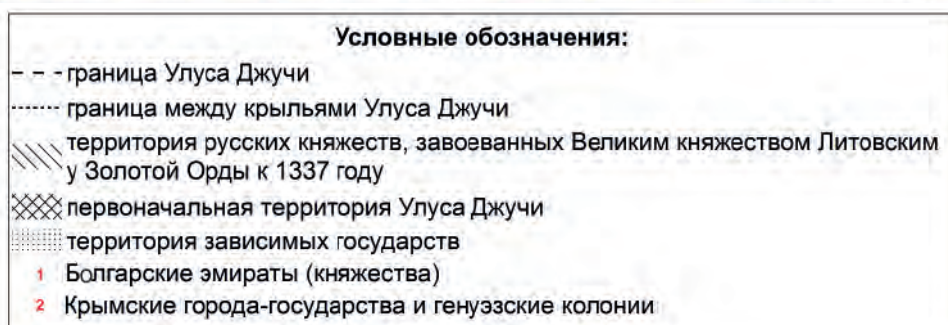 Условные обозначения:
граница Улуса Джучи
граница между крыльями Улуса Джучи
территория русских княжеств, завоеванных Великим княжеством Литовским
у Золотой Орды к 1337 году
первоначальная территория Улуса Джучи
территория зависимых государств
1 Болгарские эмираты (княжества)
2 Крымские города-государства и генуэзские колонии